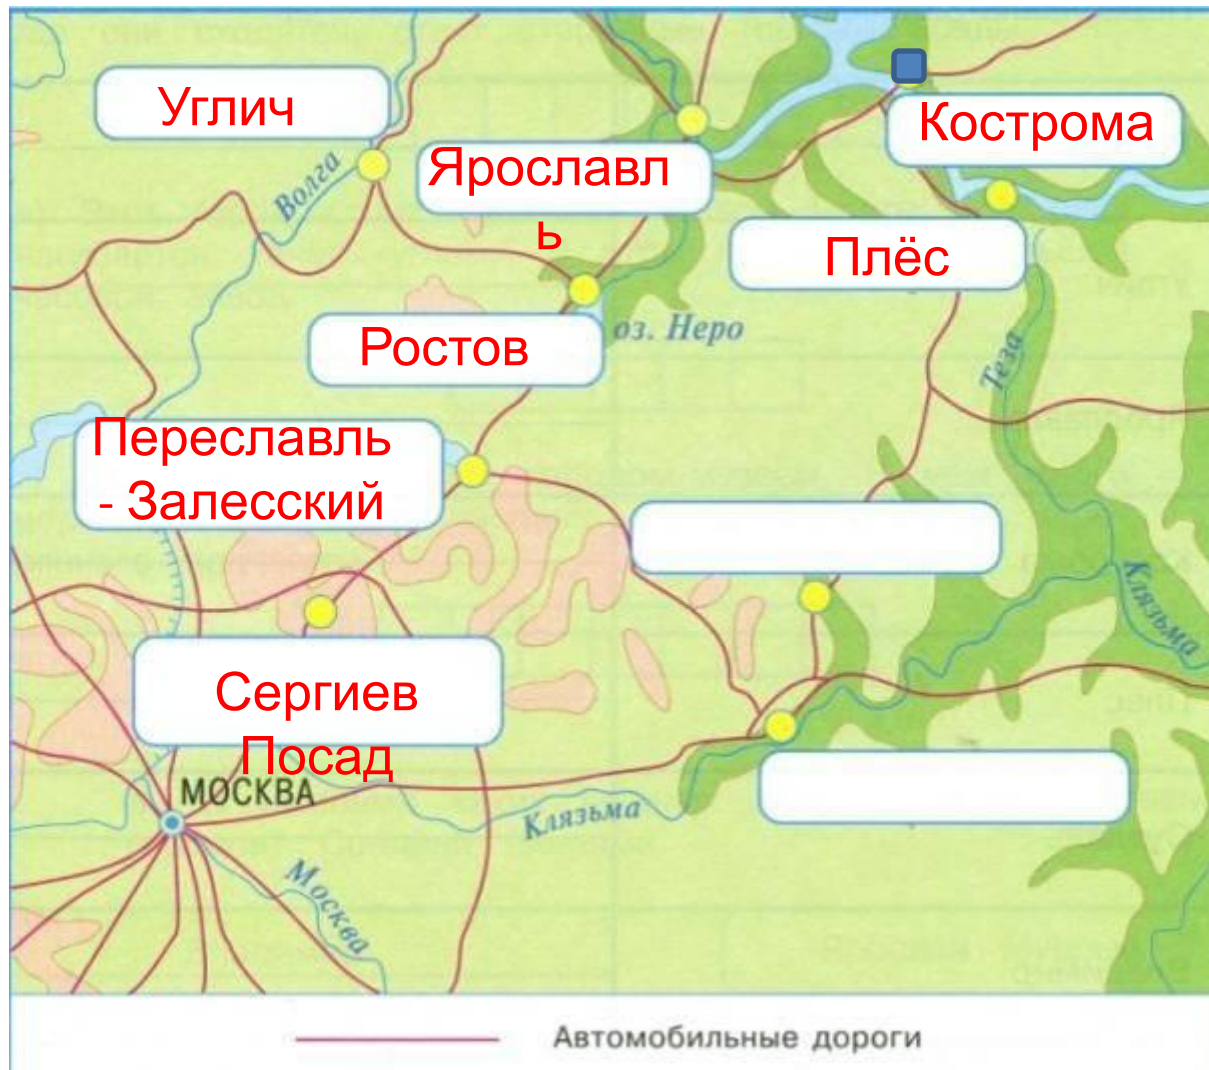 Углич
Кострома
Ярославл
ь
Волга
Плёс
Ростов
оз. Неро
Теза
Переславль
- Залесский
Клязьма
Сергиев
Посад
МОСКВА
Клязьма
Москва
Автомобильные дороги